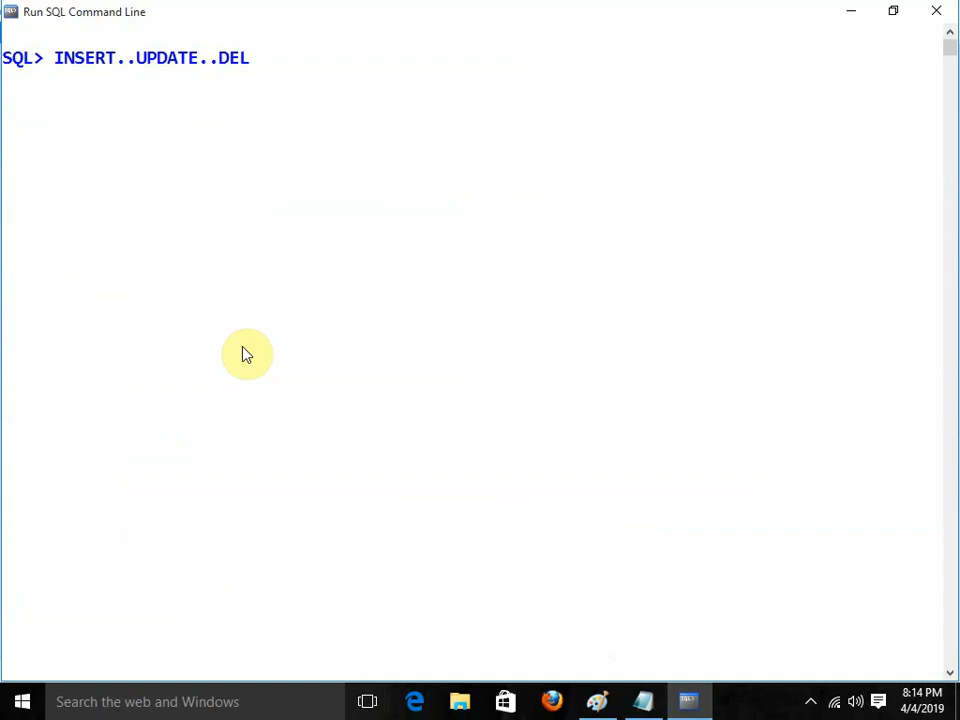 Run SQL Command Line
SQL> INSERT..UPDATE..DEL
Search the web and Windows
8:14 PM
4/4/2019